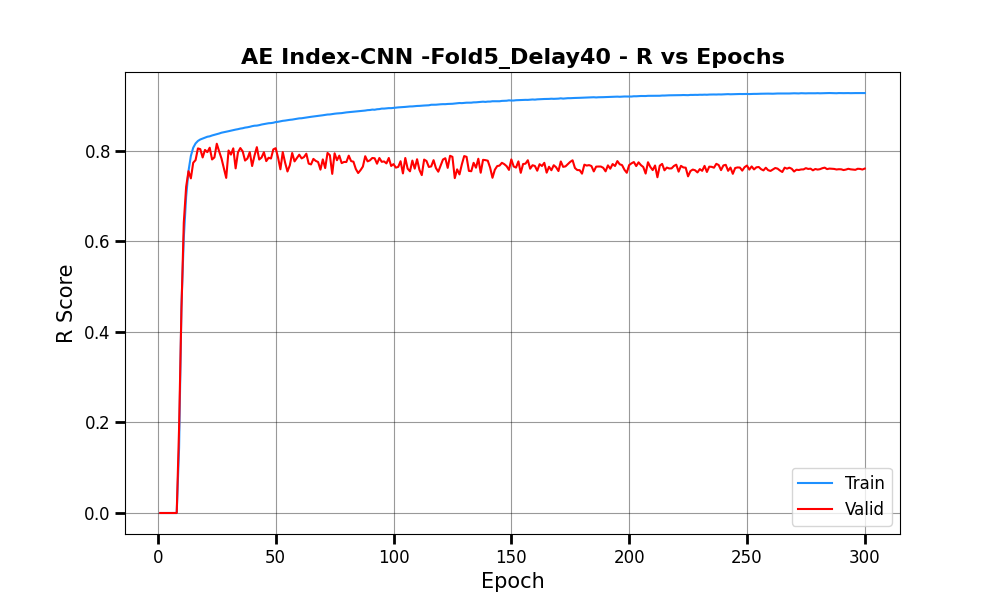 AE Index-CNN -Fold5_Delay40 - R vs Epochs
R Score
0.8
0.6
0.4
0.2
0.0
0 50 100 150 200 250 300
Epoch
Train
Valid